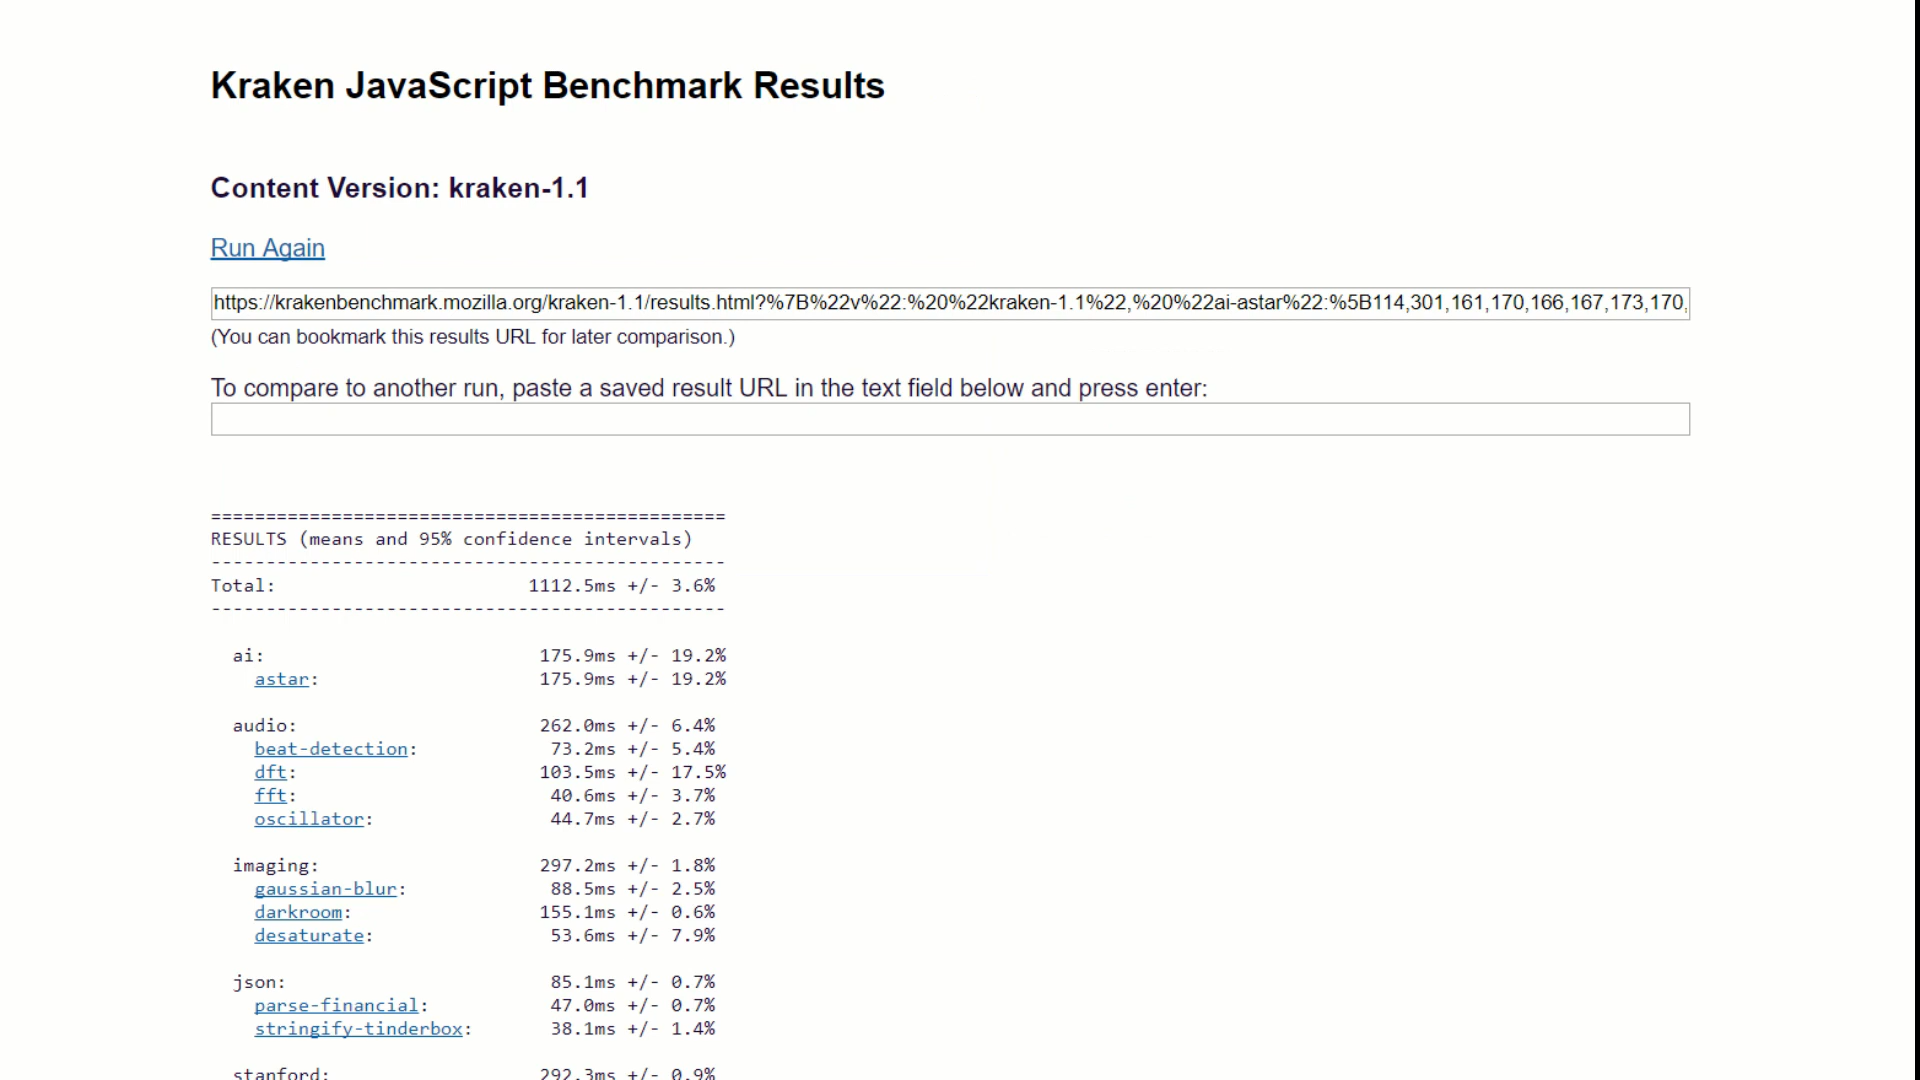 Kraken JavaScript Benchmark Results
Content Version: kraken-1.1
Run Again
https://krakenbenchmark.mozilla.org/kraken-1.1/results.html?%7B%22v%22:%20%22kraken-1.1%22,%20%22ai-astar%22:%5B114,301,161,170,166,167,173,170,
(You can bookmark this results URL for later comparison.)
To compare to another run, paste a saved result URL in the text field below and press enter:
===============================================
RESULTS (means and 95% confidence intervals)
-----------------------------------------------
Total: 1112.5ms +/- 3.6%
-----------------------------------------------
ai: 175.9ms +/- 19.2%
astar: 175.9ms +/- 19.2%
audio: 262.0ms +/- 6.4%
beat-detection: 73.2ms +/- 5.4%
dft: 103.5ms +/- 17.5%
fft: 40.6ms +/- 3.7%
oscillator: 44.7ms +/- 2.7%
imaging: 297.2ms +/- 1.8%
gaussian-blur: 88.5ms +/- 2.5%
darkroom: 155.1ms +/- 0.6%
desaturate: 53.6ms +/- 7.9%
json: 85.1ms +/- 0.7%
parse-financial: 47.0ms +/- 0.7%
stringify-tinderbox: 38.1ms +/- 1.4%
stanford: 292.3ms +/- 0.9%